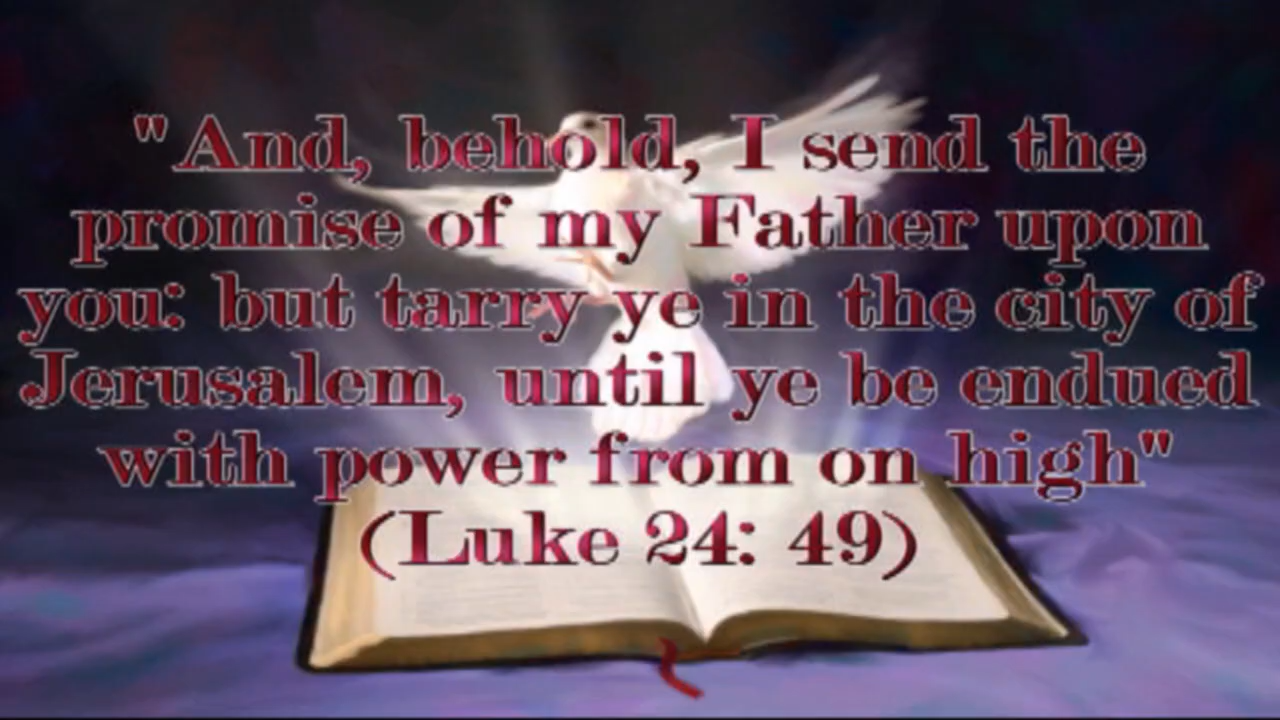 "And, behold, I send the
promise of my Father upon
you: but tarry ye in the city of
Jerusalem, until ye be endued
with power from on high"
(Luke 24: 49)